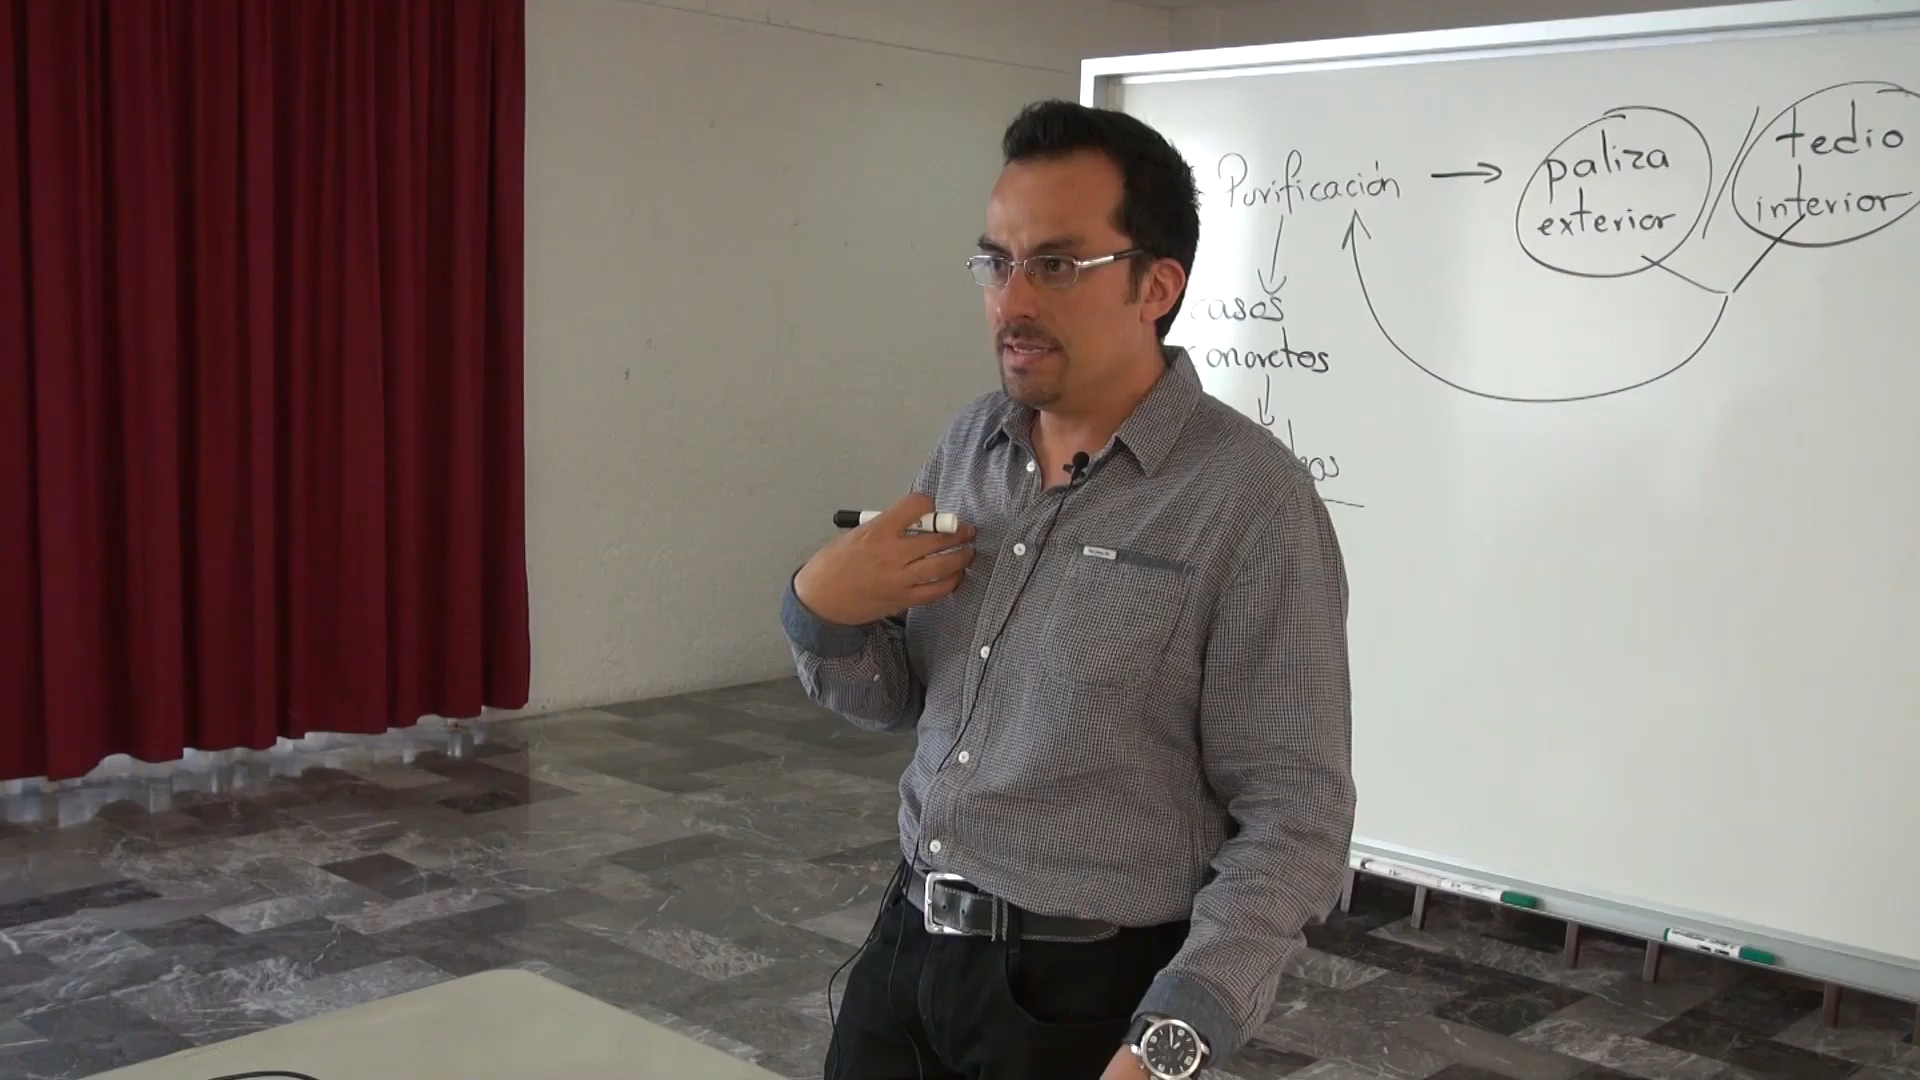 Purificación → paliza / tedio
exterior interior
casos
concretos